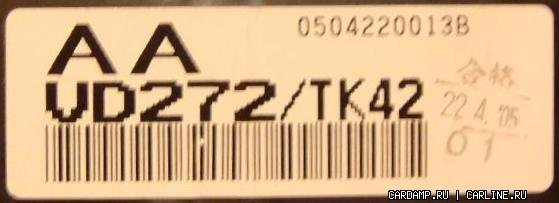 0504220013B
AA
VD272/TK42
合格
22.4.'05
01
CARDAMP.RU | CARLINE.RU